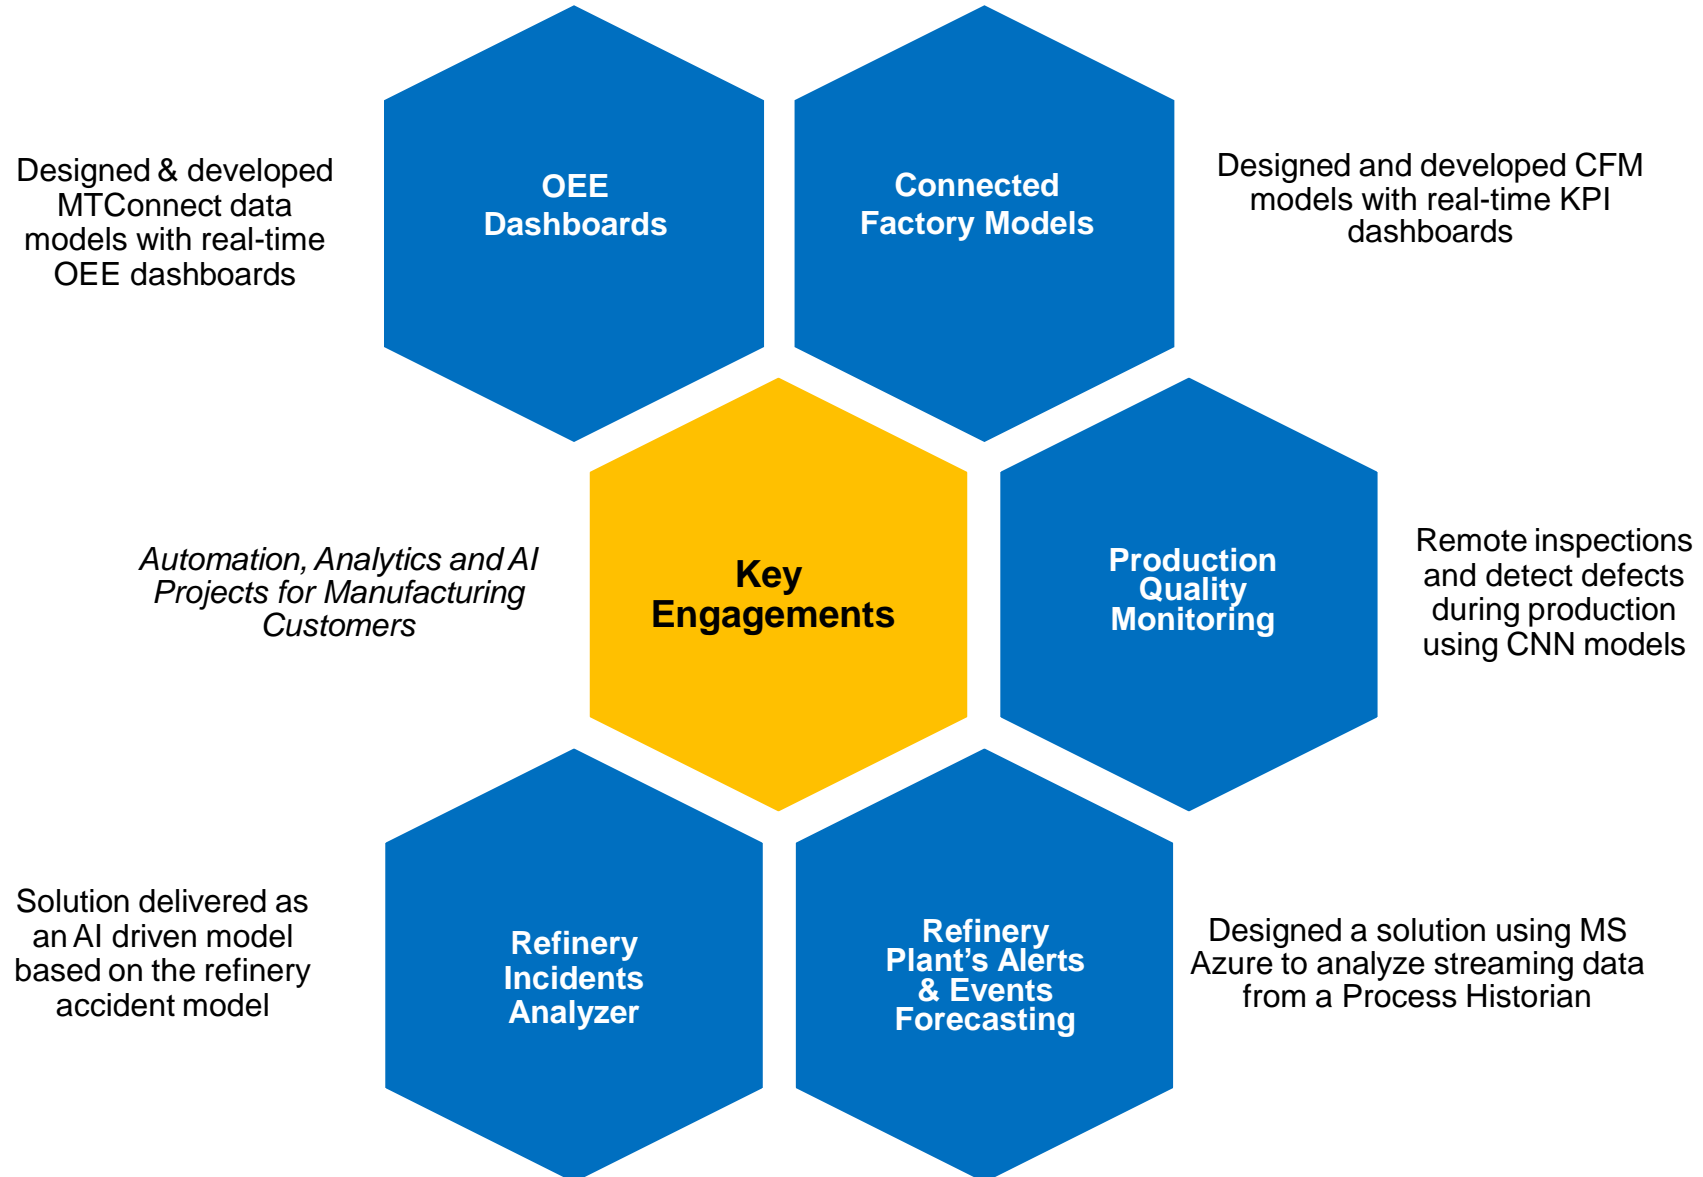 Designed & developed
MTConnect data
models with real-time
OEE dashboards
OEE
Dashboards
Connected
Factory Models
Designed and developed CFM
models with real-time KPI
dashboards
Automation, Analytics and AI
Projects for Manufacturing
Customers
Key
Engagements
Production
Quality
Monitoring
Remote inspections
and detect defects
during production
using CNN models
Solution delivered as
an AI driven model
based on the refinery
accident model
Refinery
Incidents
Analyzer
Refinery
Plant’s Alerts
& Events
Forecasting
Designed a solution using MS
Azure to analyze streaming data
from a Process Historian